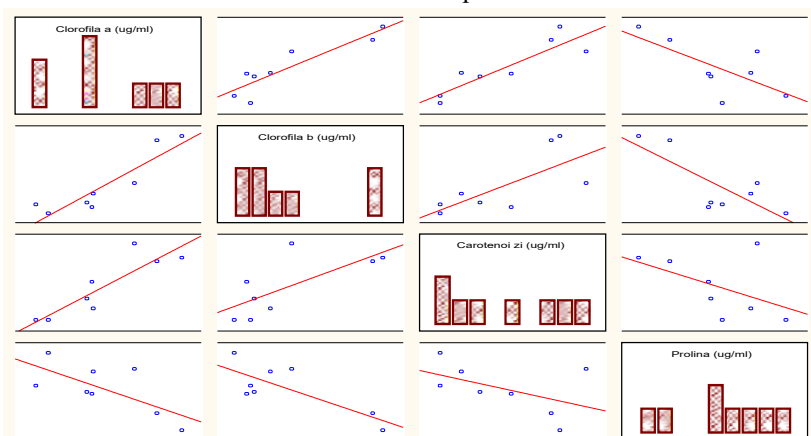 Clorofila a (ug/ml)
Clorofila b (ug/ml)
Carotenoi zi (ug/ml)
Prolina (ug/ml)